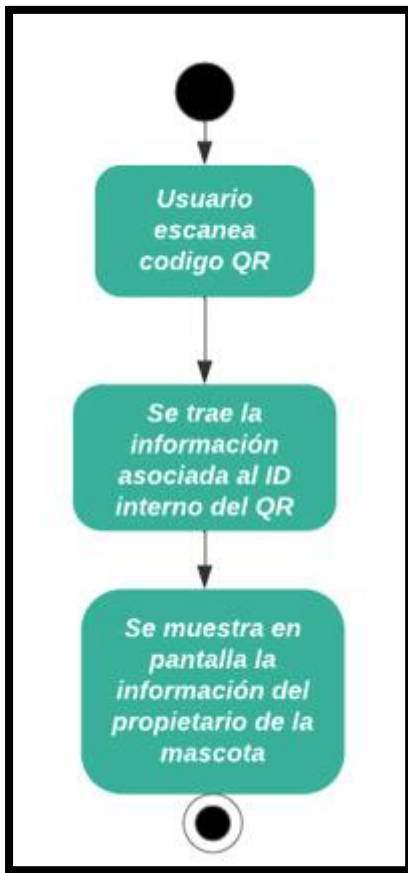 Usuario
escanea
codigo QR
Se trae la
información
asociada al ID
interno del QR
Se muestra en
pantalla la
información del
propietario de la
mascota